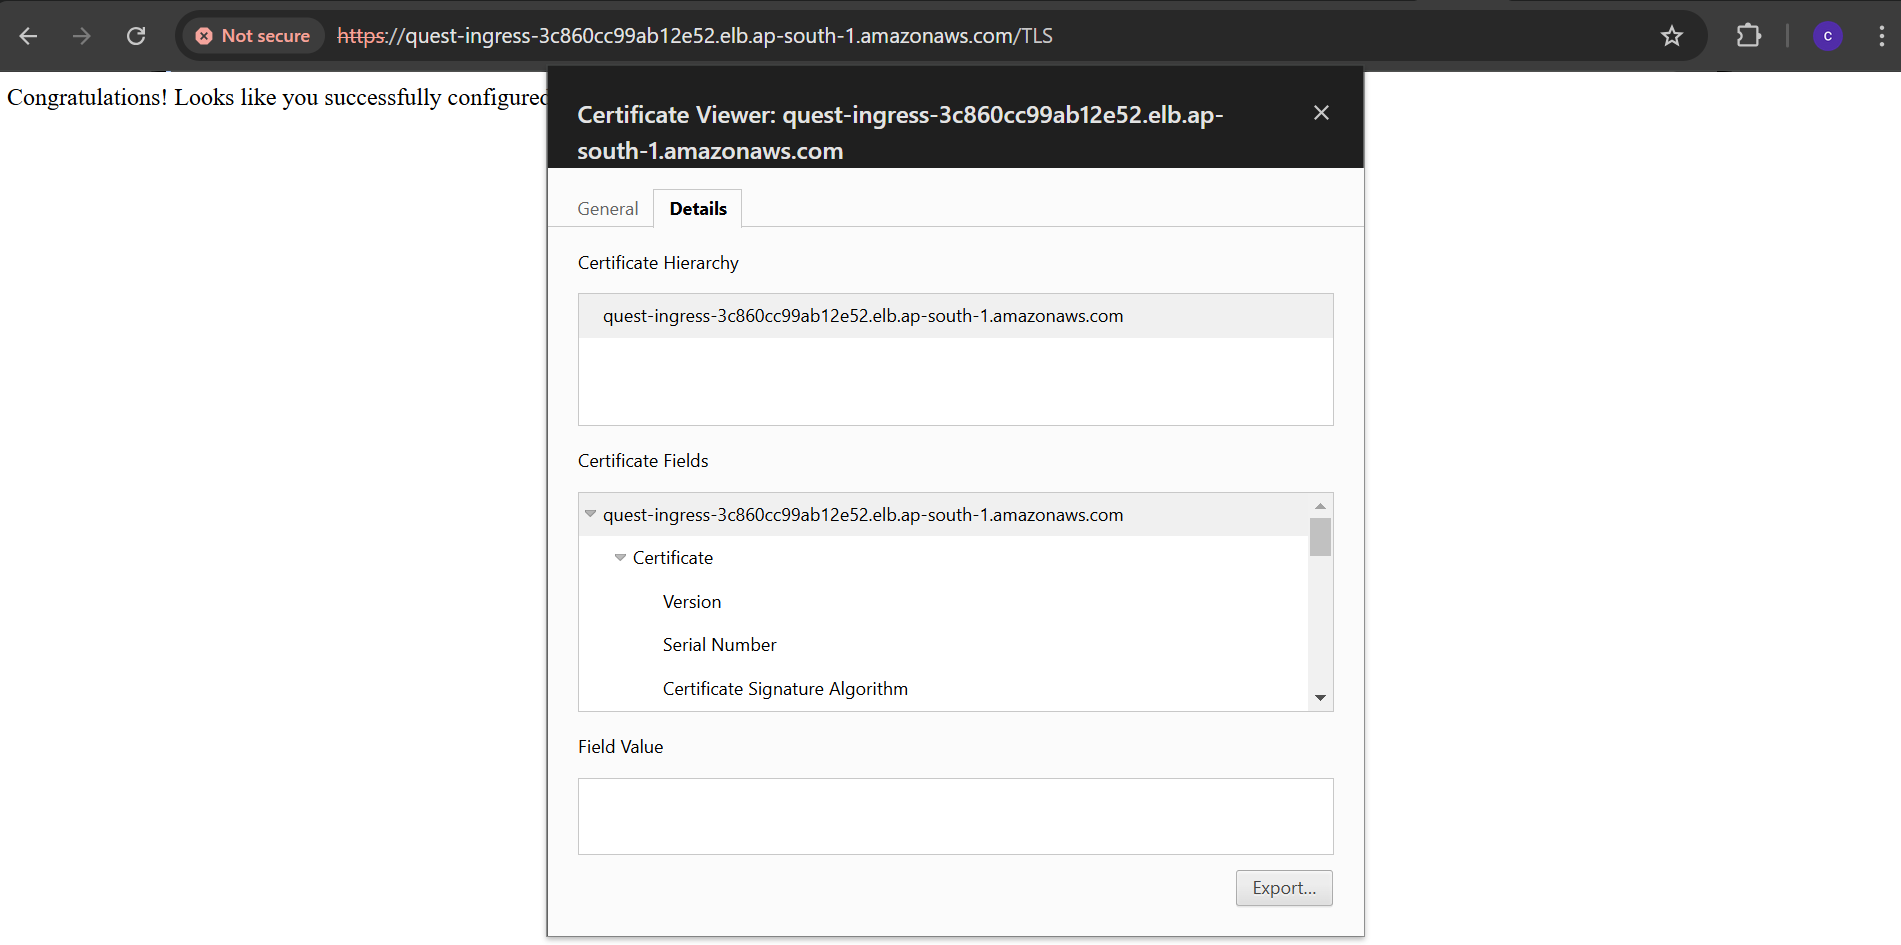 Not secure https://quest-ingress-3c860cc99ab12e52.elb.ap-south-1.amazonaws.com/TLS C
Congratulations! Looks like you successfully configured
Certificate Viewer: quest-ingress-3c860cc99ab12e52.elb.ap-
south-1.amazonaws.com
General Details
Certificate Hierarchy
quest-ingress-3c860cc99ab12e52.elb.ap-south-1.amazonaws.com
Certificate Fields
quest-ingress-3c860cc99ab12e52.elb.ap-south-1.amazonaws.com
Certificate
Version
Serial Number
Certificate Signature Algorithm
Field Value
Export...